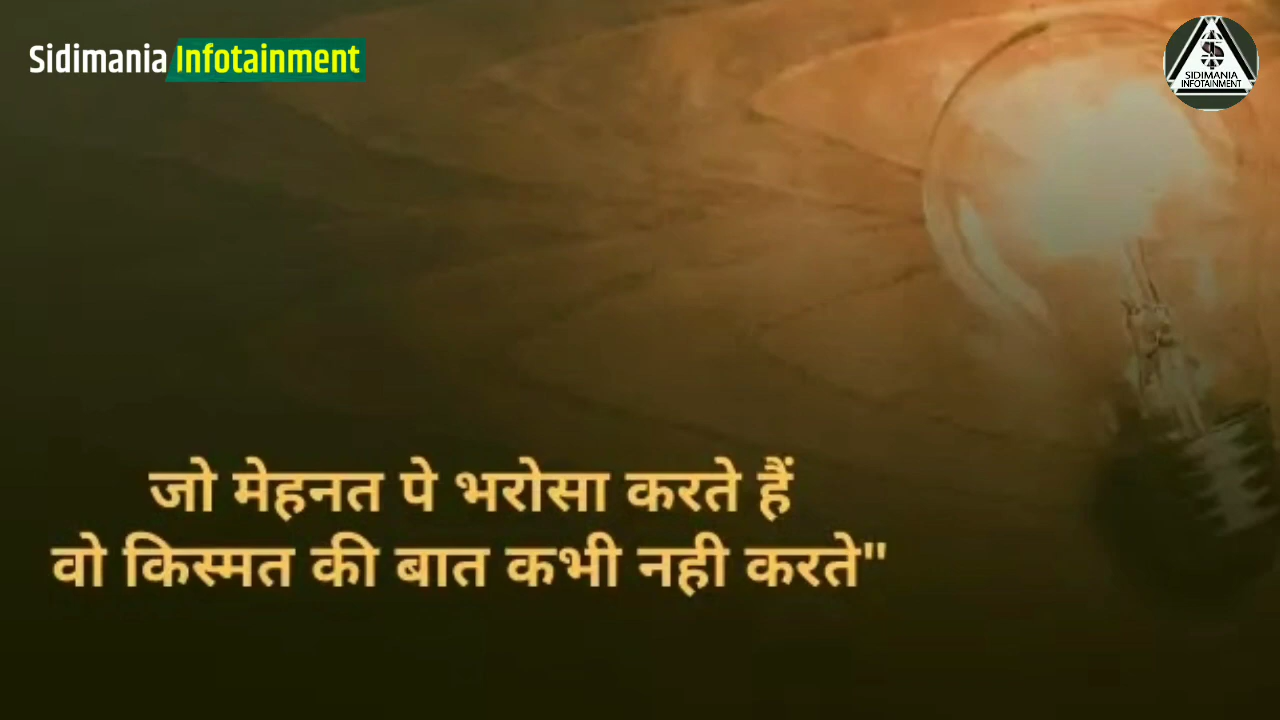 Sidimania Infotainment
SIDIMANIA
INFOTAINMENT
जो मेहनत पे भरोसा करते हैं
वो किस्मत की बात कभी नही करते"